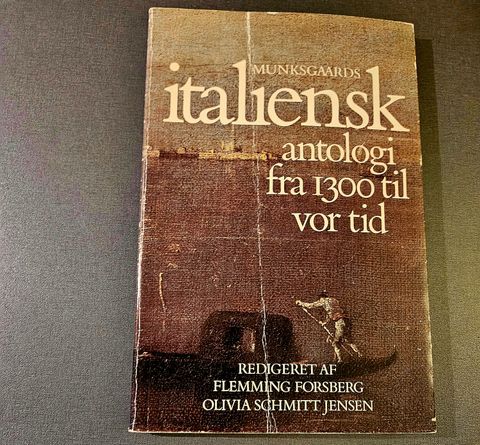 MUNKSGAARDS
italiensk
antologi
fra 1300 til
vor tid
REDIGERET AF
FLEMMING FORSBERG
OLIVIA SCHMITT JENSEN